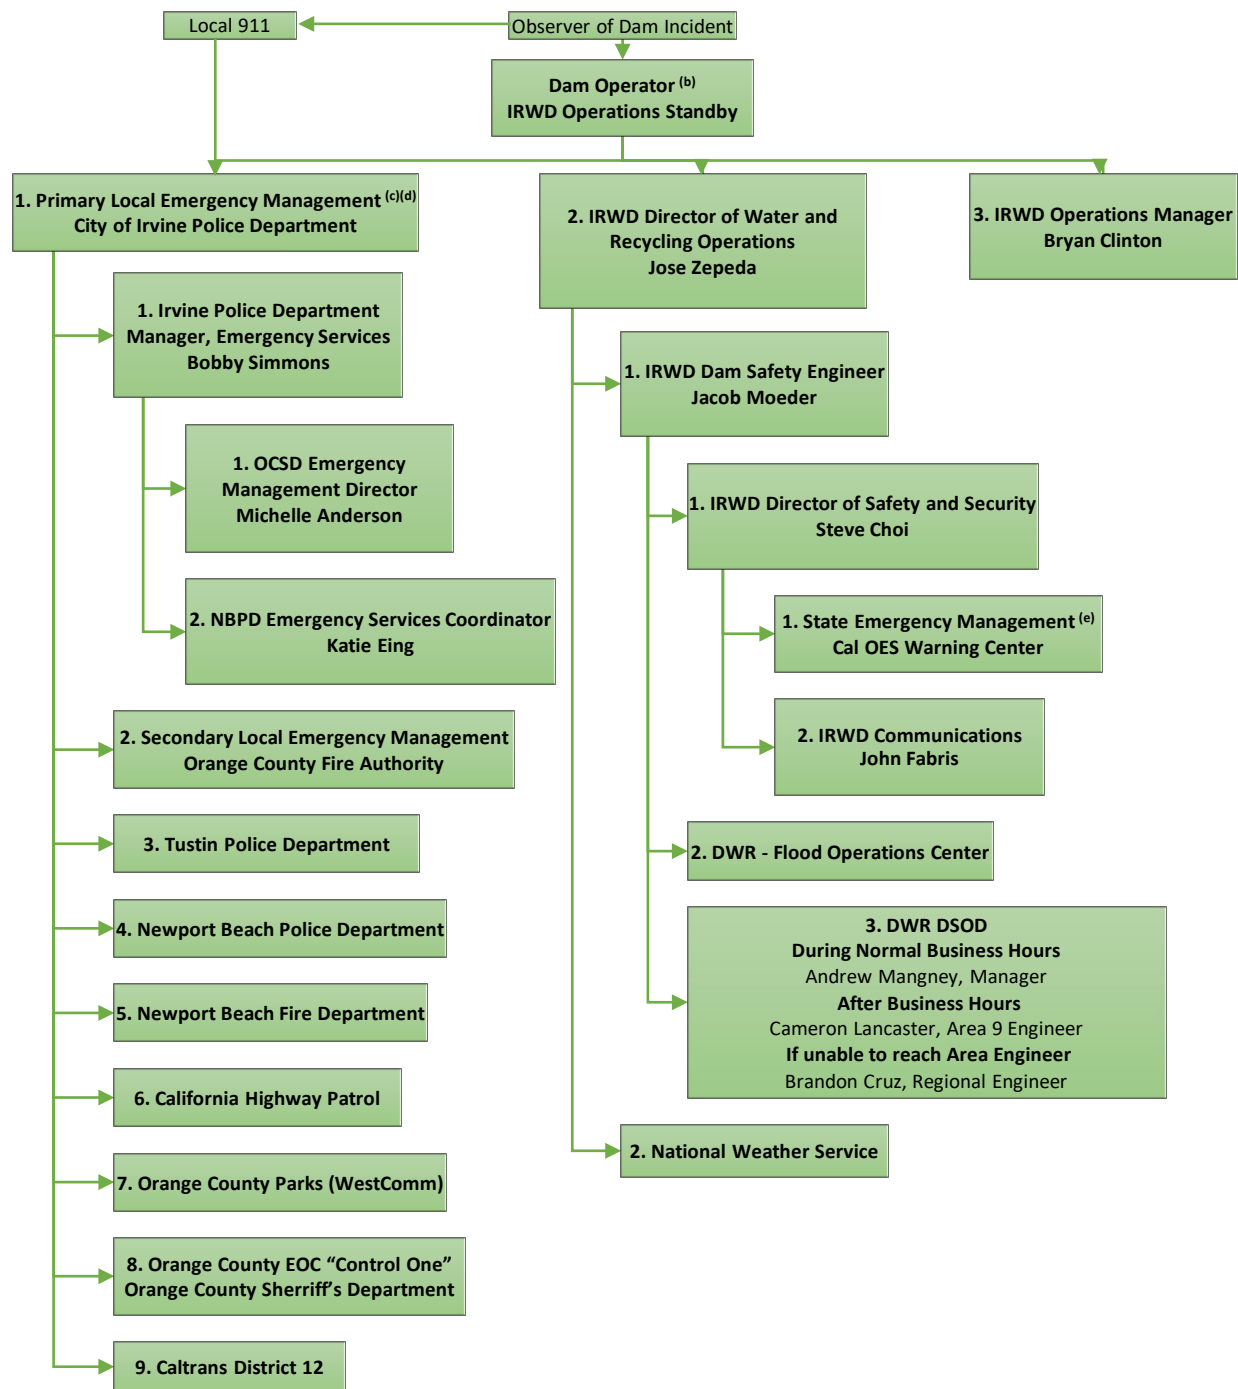 Local 911
Observer of Dam Incident
Dam Operator (b)
IRWD Operations Standby
1. Primary Local Emergency Management (c)(d)
City of Irvine Police Department
2. IRWD Director of Water and
Recycling Operations
Jose Zepeda
3. IRWD Operations Manager
Bryan Clinton
1. Irvine Police Department
Manager, Emergency Services
Bobby Simmons
1. OCSD Emergency
Management Director
Michelle Anderson
2. NBPD Emergency Services Coordinator
Katie Eing
2. Secondary Local Emergency Management
Orange County Fire Authority
3. Tustin Police Department
4. Newport Beach Police Department
5. Newport Beach Fire Department
6. California Highway Patrol
7. Orange County Parks (WestComm)
8. Orange County EOC “Control One”
Orange County Sherriff’s Department
9. Caltrans District 12
1. IRWD Dam Safety Engineer
Jacob Moeder
1. IRWD Director of Safety and Security
Steve Choi
1. State Emergency Management (e)
Cal OES Warning Center
2. IRWD Communications
John Fabris
2. DWR - Flood Operations Center
3. DWR DSOD
During Normal Business Hours
Andrew Mangney, Manager
After Business Hours
Cameron Lancaster, Area 9 Engineer
If unable to reach Area Engineer
Brandon Cruz, Regional Engineer
2. National Weather Service